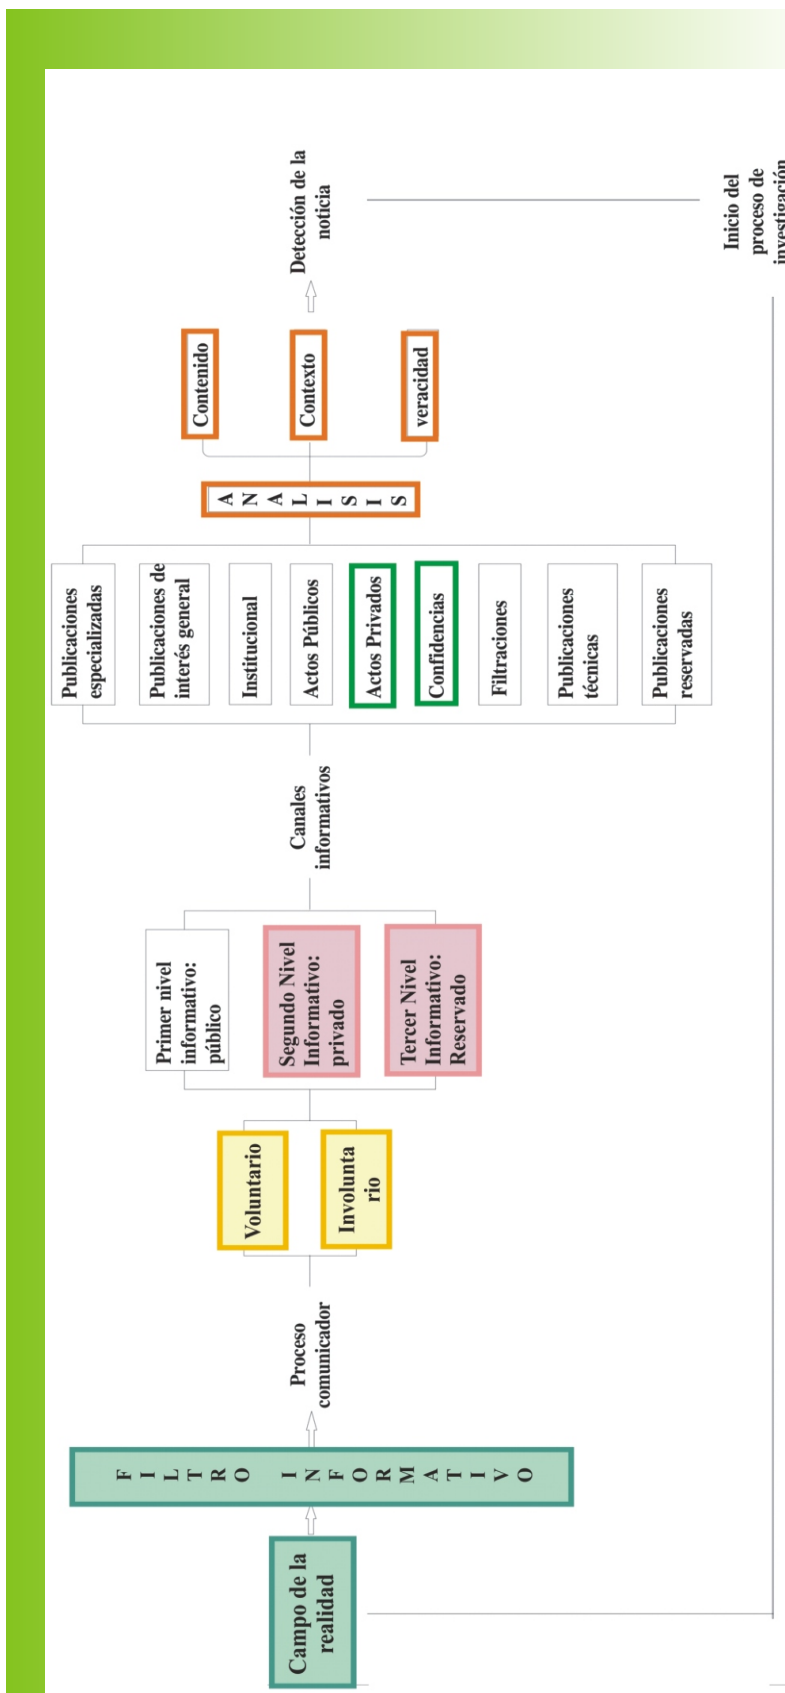 Campo de la
realidad
FILTRO INFORMATIVO
Proceso
comunicador
Voluntario
Involunta
rio
Primer nivel
informativo:
público
Segundo Nivel
Informativo:
privado
Tercer Nivel
Informativo:
Reservado
Canales
informativos
Publicaciones
especializadas
Publicaciones de
interés general
Institucional
Actos Públicos
Actos Privados
Confidencias
Filtraciones
Publicaciones
técnicas
Publicaciones
reservadas
ANALISIS
Contenido
Contexto
veracidad
Detección de la
noticia
Inicio del
proceso de
investigación